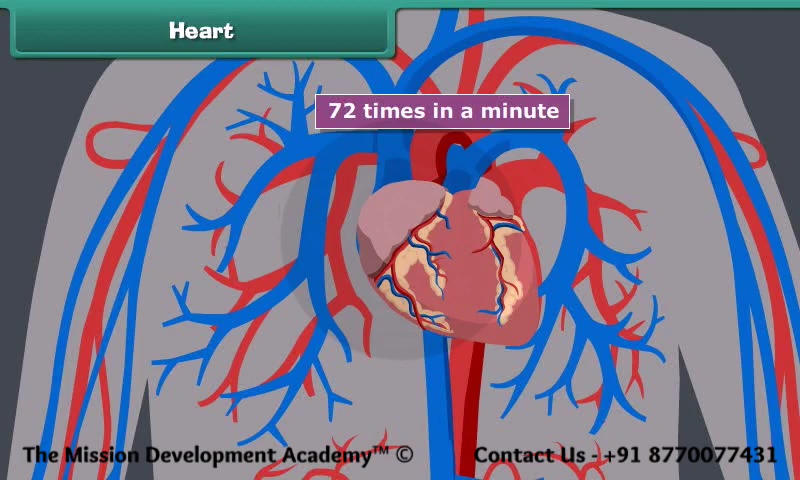 Heart
72 times in a minute
The Mission Development Academy™ © Contact Us - +91 8770077431